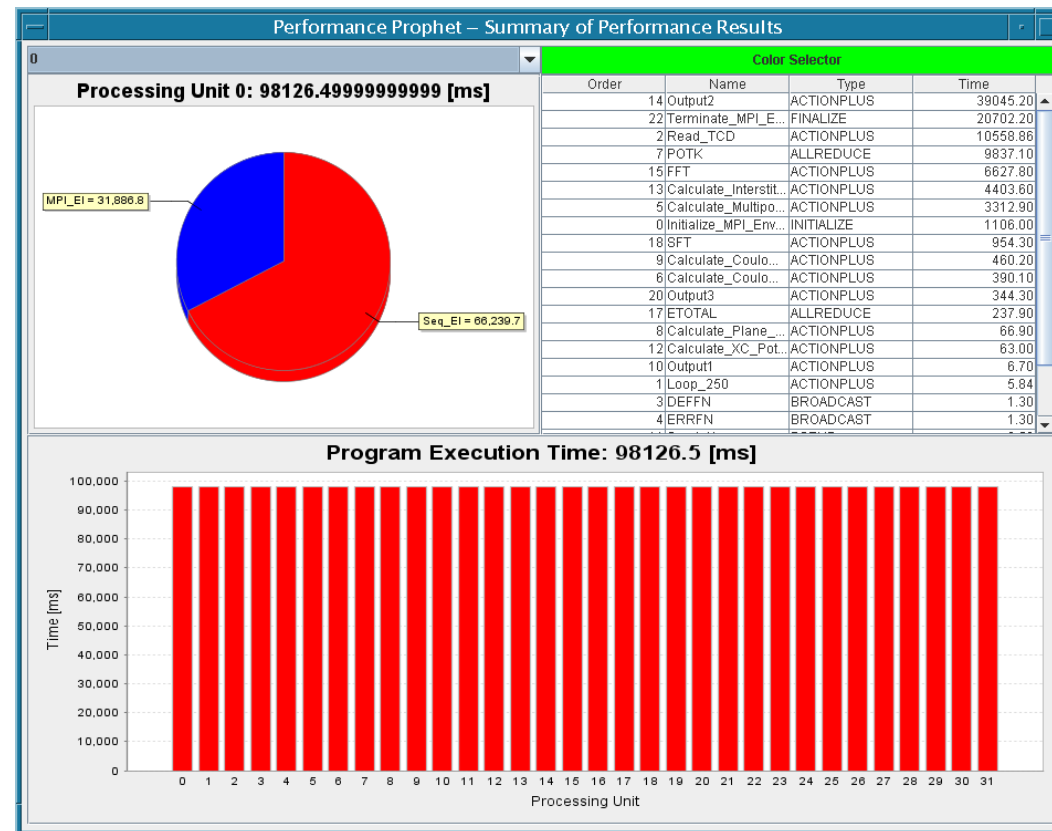 Performance Prophet – Summary of Performance Results
0
Color Selector
Processing Unit 0: 98126.49999999999 [ms]
MPI_El = 31,886.8
Seq_El = 66,239.7
Order Name Type Time
14 Output2 ACTIONPLUS 39045.20
22 Terminate_MPI_E... FINALIZE 20702.20
2 Read_TCD ACTIONPLUS 10558.86
7 POTK ALLREDUCE 9837.10
15 FFT ACTIONPLUS 6627.80
13 Calculate_Interstit... ACTIONPLUS 4403.60
5 Calculate_Multipo... ACTIONPLUS 3312.90
0 Initialize_MPI_Env... INITIALIZE 1106.00
18 SFT ACTIONPLUS 954.30
9 Calculate_Coulo... ACTIONPLUS 460.20
6 Calculate_Coulo... ACTIONPLUS 390.10
20 Output3 ACTIONPLUS 344.30
17 ETOTAL ALLREDUCE 237.90
8 Calculate_Plane_... ACTIONPLUS 66.90
12 Calculate_XC_Pot... ACTIONPLUS 63.00
10 Output1 ACTIONPLUS 6.70
1 Loop_250 ACTIONPLUS 5.84
3 DEFFN BROADCAST 1.30
4 ERRFN BROADCAST 1.30
Program Execution Time: 98126.5 [ms]
100,000
90,000
80,000
70,000
60,000
50,000
40,000
30,000
20,000
10,000
0
Time [ms]
0 1 2 3 4 5 6 7 8 9 10 11 12 13 14 15 16 17 18 19 20 21 22 23 24 25 26 27 28 29 30 31
Processing Unit